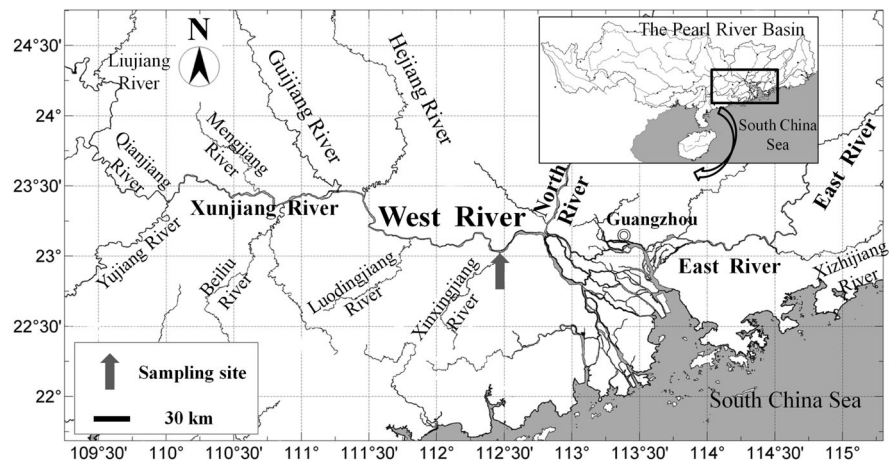 24°30'
24°
23°30'
23°
22°30'
22°
109°30'
110°
110°30'
111°
111°30'
112°
112°30'
113°
113°30'
114°
114°30'
115°
N
The Pearl River Basin
South China
Sea
Liujiang
River
Qianjiang
River
Mengjiang
River
Guijiang River
Hejiang River
Xunjiang River
West River
North
River
Guangzhou
East River
East River
Xizhijiang
River
Yujiang River
Beiliu
River
Luodingjiang
River
Xinxingjiang
River
Sampling site
30 km
South China Sea